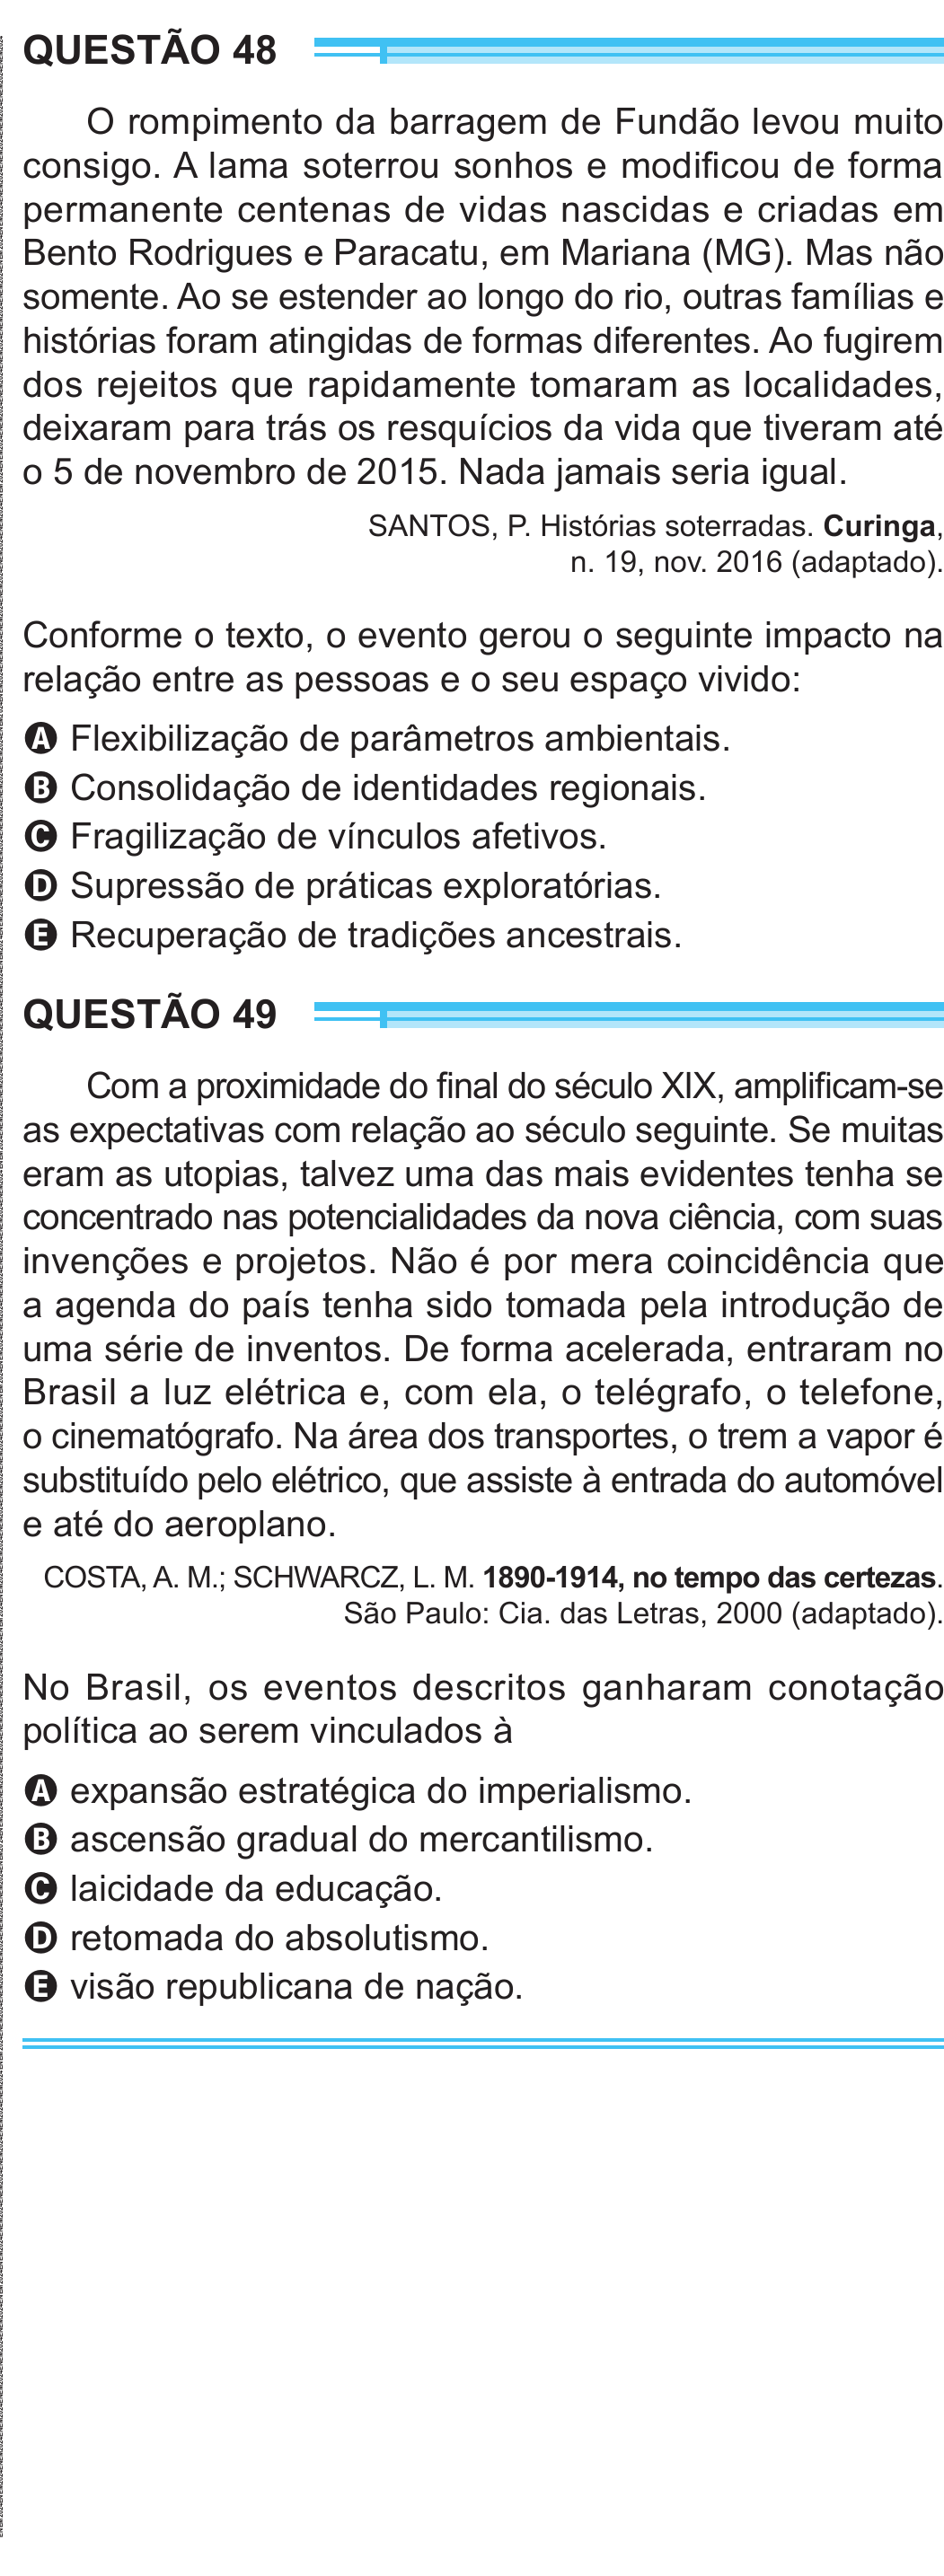 QUESTÃO 48
O rompimento da barragem de Fundão levou muito
consigo. A lama soterrou sonhos e modificou de forma
permanente centenas de vidas nascidas e criadas em
Bento Rodrigues e Paracatu, em Mariana (MG). Mas não
somente. Ao se estender ao longo do rio, outras famílias e
histórias foram atingidas de formas diferentes. Ao fugirem
dos rejeitos que rapidamente tomaram as localidades,
deixaram para trás os resquícios da vida que tiveram até
o 5 de novembro de 2015. Nada jamais seria igual.
SANTOS, P. Histórias soterradas. Curinga,
n. 19, nov. 2016 (adaptado).
Conforme o texto, o evento gerou o seguinte impacto na
relação entre as pessoas e o seu espaço vivido:
A Flexibilização de parâmetros ambientais.
B Consolidação de identidades regionais.
C Fragilização de vínculos afetivos.
D Supressão de práticas exploratórias.
E Recuperação de tradições ancestrais.
QUESTÃO 49
Com a proximidade do final do século XIX, amplificam-se
as expectativas com relação ao século seguinte. Se muitas
eram as utopias, talvez uma das mais evidentes tenha se
concentrado nas potencialidades da nova ciência, com suas
invenções e projetos. Não é por mera coincidência que
a agenda do país tenha sido tomada pela introdução de
uma série de inventos. De forma acelerada, entraram no
Brasil a luz elétrica e, com ela, o telégrafo, o telefone,
o cinematógrafo. Na área dos transportes, o trem a vapor é
substituído pelo elétrico, que assiste à entrada do automóvel
e até do aeroplano.
COSTA, A. M.; SCHWARCZ, L. M. 1890-1914, no tempo das certezas.
São Paulo: Cia. das Letras, 2000 (adaptado).
No Brasil, os eventos descritos ganharam conotação
política ao serem vinculados à
A expansão estratégica do imperialismo.
B ascensão gradual do mercantilismo.
C laicidade da educação.
D retomada do absolutismo.
E visão republicana de nação.